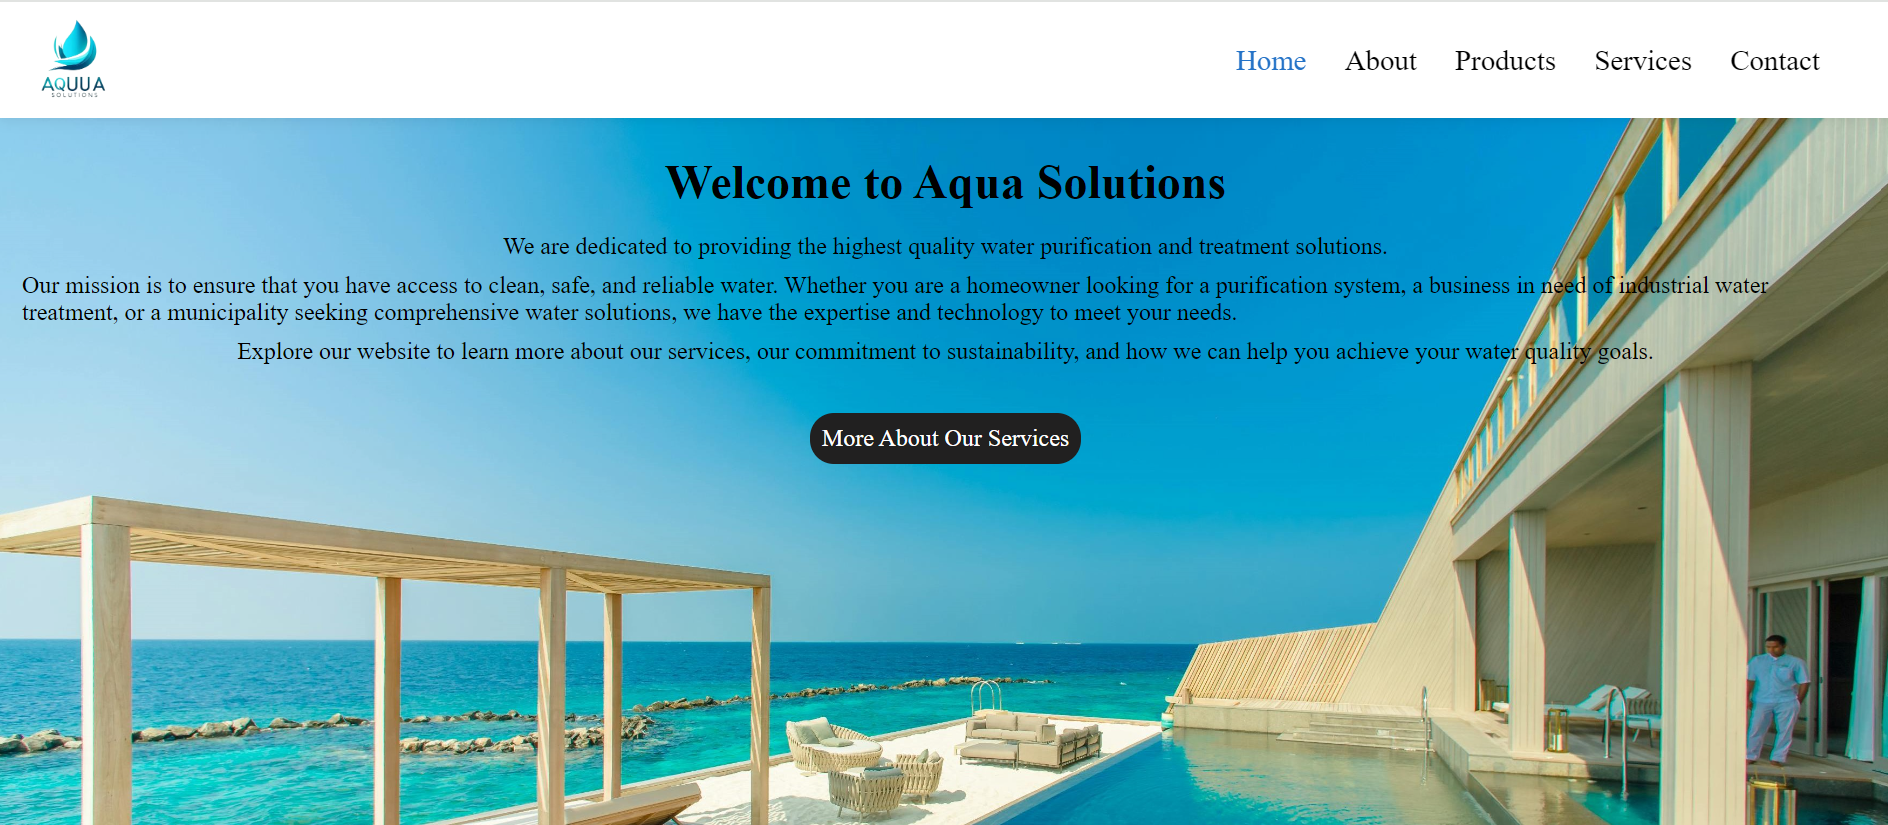 AQUUA
SOLUTIONS
Home About Products Services Contact
Welcome to Aqua Solutions
We are dedicated to providing the highest quality water purification and treatment solutions.
Our mission is to ensure that you have access to clean, safe, and reliable water. Whether you are a homeowner looking for a purification system, a business in need of industrial water
treatment, or a municipality seeking comprehensive water solutions, we have the expertise and technology to meet your needs.
Explore our website to learn more about our services, our commitment to sustainability, and how we can help you achieve your water quality goals.
More About Our Services